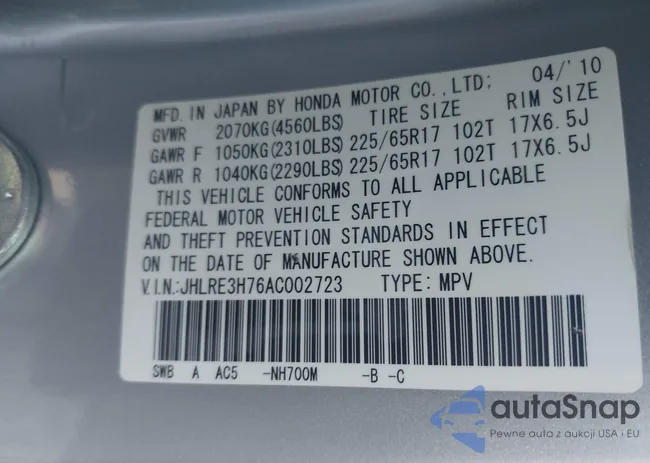 MFD. IN JAPAN BY HONDA MOTOR CO., LTD; 04/'10
GVWR 2070KG(4560LBS) TIRE SIZE RIM SIZE
GAWR F 1050KG(2310LBS) 225/65R17 102T 17X6.5J
GAWR R 1040KG(2290LBS) 225/65R17 102T 17X6.5J
THIS VEHICLE CONFORMS TO ALL APPLICABLE
FEDERAL MOTOR VEHICLE SAFETY
AND THEFT PREVENTION STANDARDS IN EFFECT
ON THE DATE OF MANUFACTURE SHOWN ABOVE.
V.I.N.:JHLRE3H76AC002723 TYPE: MPV
SWB A AC5 -NH700M -B -C
autaSnap
Pewne auta z aukcji USA i EU